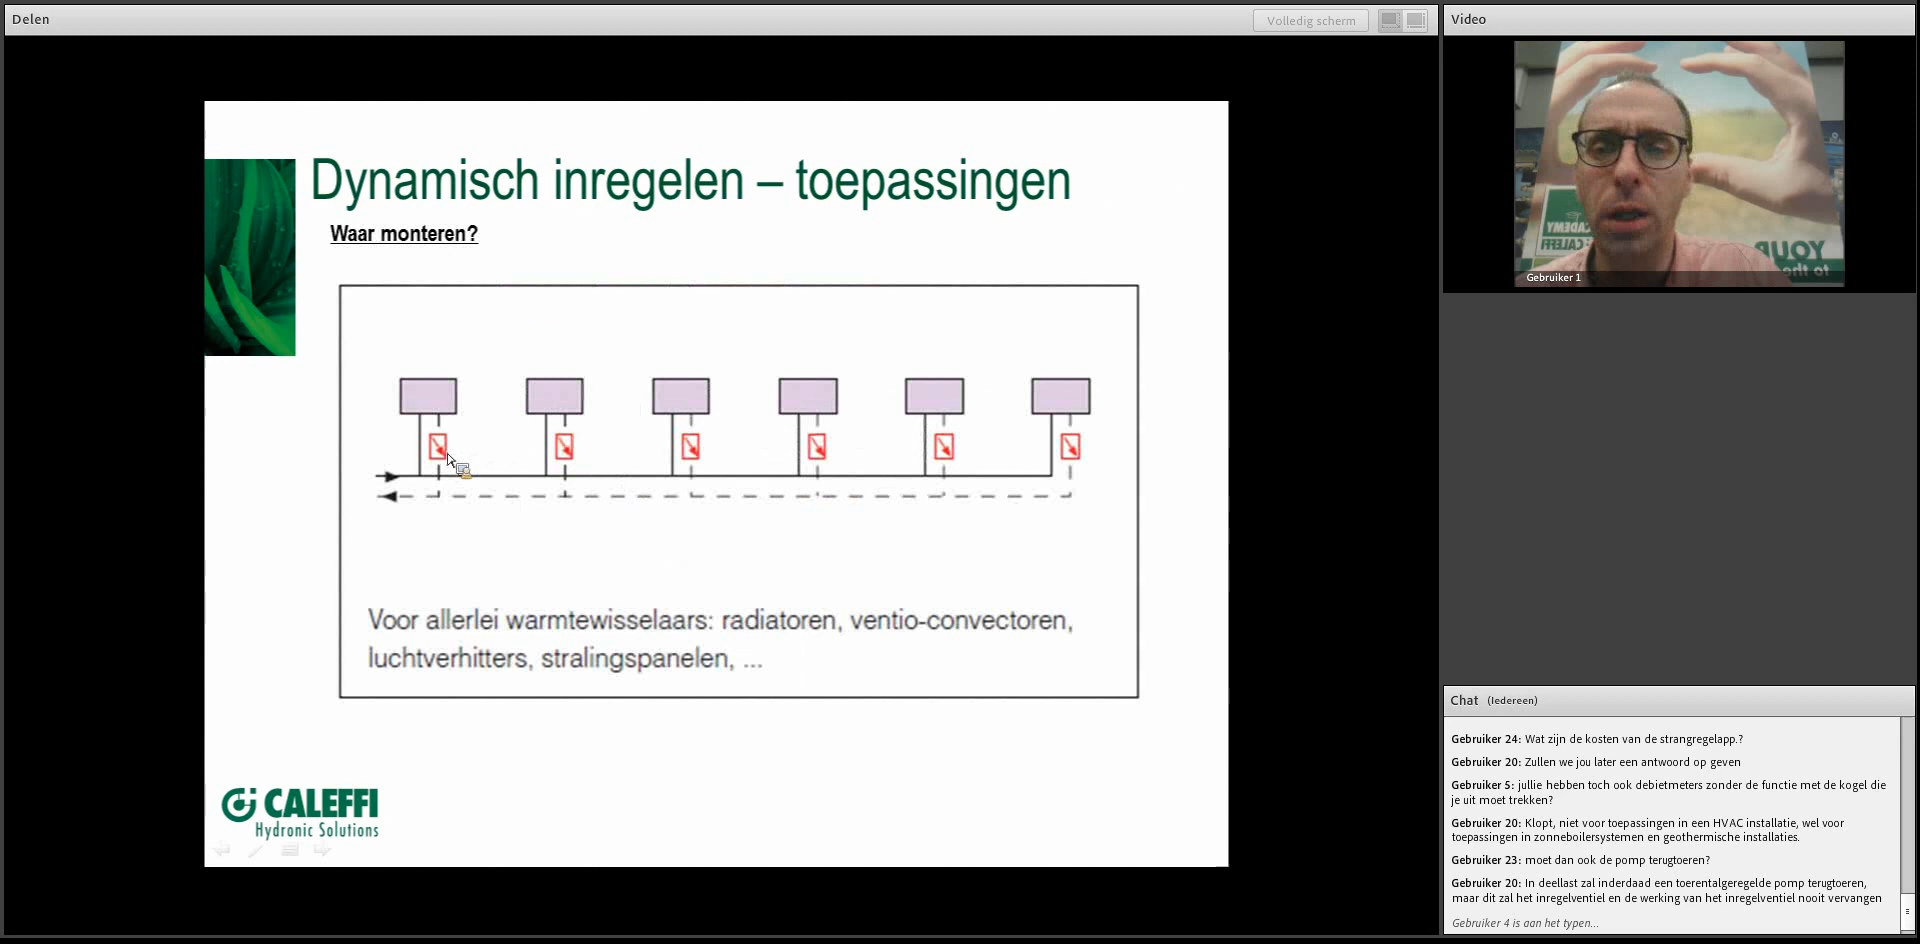 Delen
Volledig scherm
Video
Dynamisch inregelen – toepassingen
Waar monteren?
Voor allerlei warmtewisselaars: radiatoren, ventio-convectoren,
luchtverhitters, stralingspanelen, ...
CALEFFI
Hydronic Solutions
ACADEMY
CALEFFI
YOUR
to the
Gebruiker 1
Chat (Iedereen)
Gebruiker 24: Wat zijn de kosten van de strangregelapp.?
Gebruiker 20: Zullen we jou later een antwoord op geven
Gebruiker 5: jullie hebben toch ook debietmeters zonder de functie met de kogel die
je uit moet trekken?
Gebruiker 20: Klopt, niet voor toepassingen in een HVAC installatie, wel voor
toepassingen in zonneboilersystemen en geothermische installaties.
Gebruiker 23: moet dan ook de pomp terugtoeren?
Gebruiker 20: In deellast zal inderdaad een toerentalgeregelde pomp terugtoeren,
maar dit zal het inregelventiel en de werking van het inregelventiel nooit vervangen
Gebruiker 4 is aan het typen...